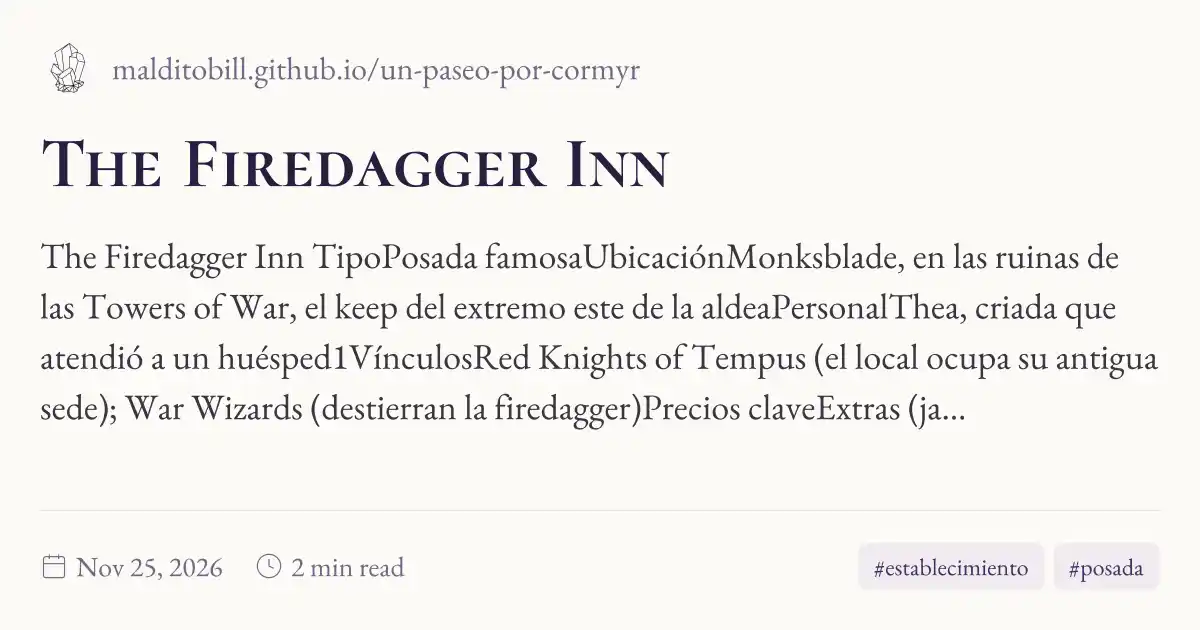 malditobill.github.io/un-paseo-por-cormyr
The Firedagger Inn
The Firedagger Inn TipoPosada famosaUbicaciónMonksblade, en las ruinas de
las Towers of War, el keep del extremo este de la aldeaPersonalThea, criada que
atendió a un huésped1VínculosRed Knights of Tempus (el local ocupa su antigua
sede); War Wizards (destierran la firedagger)Precios claveExtras (ja...
Nov 25, 2026
2 min read
#establecimiento
#posada